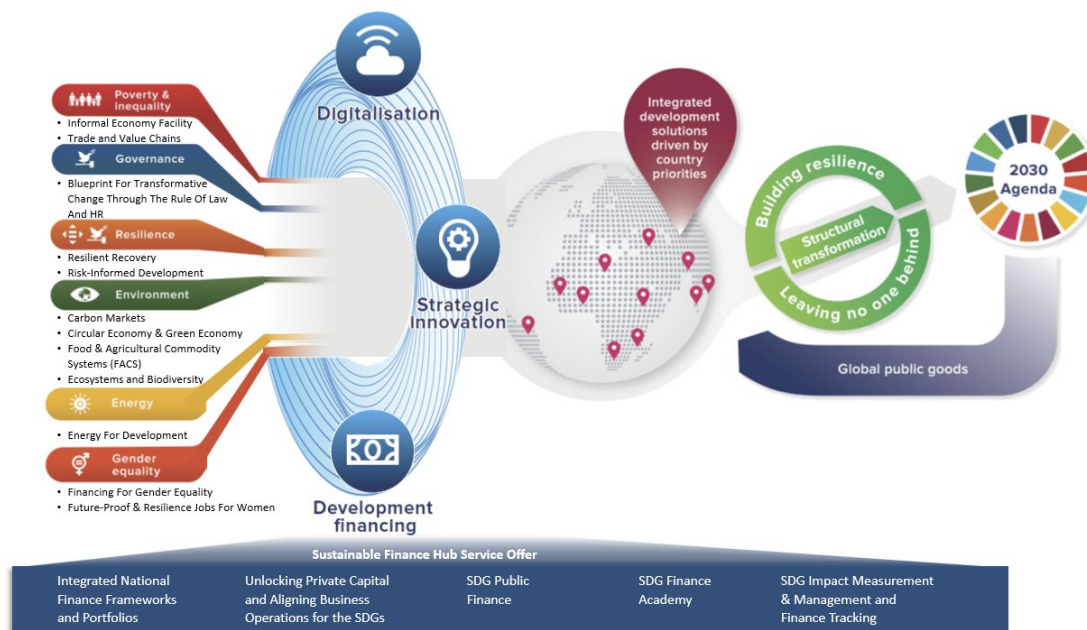 Poverty &
inequality
• Informal Economy Facility
• Trade and Value Chains
Governance
• Blueprint For Transformative
Change Through The Rule Of Law
And HR
Resilience
• Resilient Recovery
• Risk-Informed Development
Environment
• Carbon Markets
• Circular Economy & Green Economy
• Food & Agricultural Commodity
Systems (FACS)
• Ecosystems and Biodiversity
Energy
• Energy For Development
Gender
equality
• Financing For Gender Equality
• Future-Proof & Resilience Jobs For Women
Digitalisation
Strategic
Innovation
Development
financing
Integrated
development
solutions
driven by
country
priorities
Building resilience
Structural
transformation
Leaving no one behind
2030
Agenda
Global public goods
Sustainable Finance Hub Service Offer
Integrated National
Finance Frameworks
and Portfolios
Unlocking Private Capital
and Aligning Business
Operations for the SDGs
SDG Public
Finance
SDG Finance
Academy
SDG Impact Measurement
& Management and
Finance Tracking